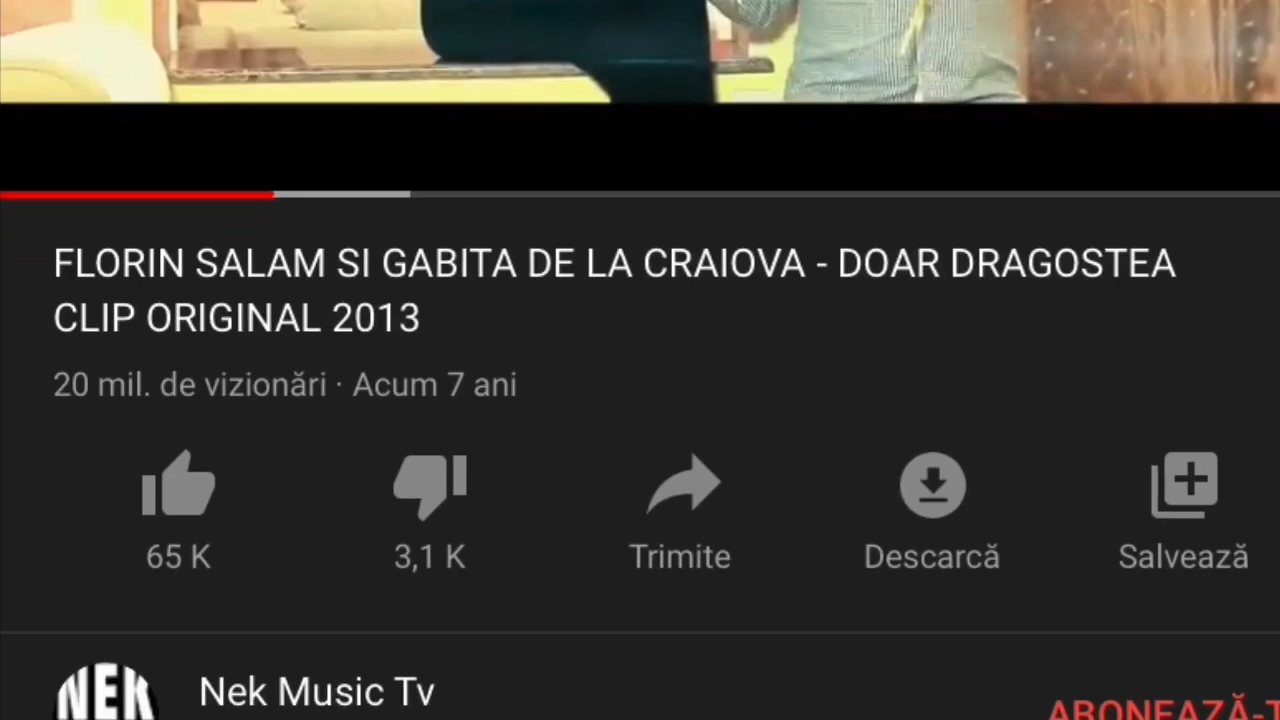 FLORIN SALAM SI GABITA DE LA CRAIOVA - DOAR DRAGOSTEA
CLIP ORIGINAL 2013
20 mil. de vizionări · Acum 7 ani
65 K
3,1 K
Trimite
Descarcă
Salvează
NEK
Nek Music Tv
ABONEAZĂ-T